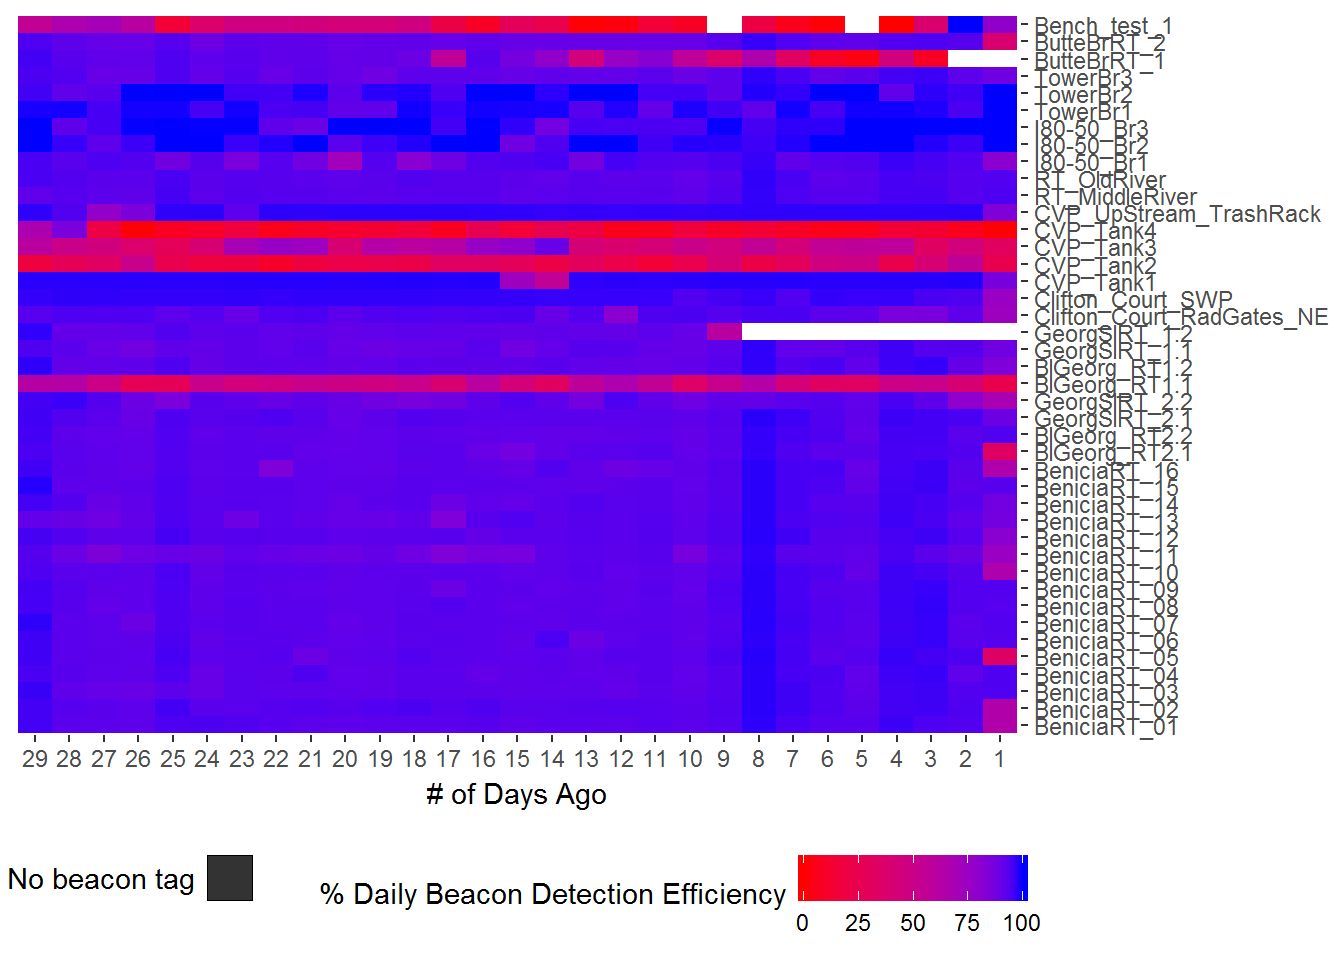 Bench_test_1
ButteBrRT_2
ButteBrRT_1
TowerBr3
TowerBr2
TowerBr1
I80-50_Br3
I80-50_Br2
I80-50_Br1
RT_OldRiver
RT_MiddleRiver
CVP_UpStream_TrashRack
CVP_Tank4
CVP_Tank3
CVP_Tank2
CVP_Tank1
Clifton_Court_SWP
Clifton_Court_RadGates_NE
GeorgSlRT_1.2
GeorgSlRT_1.1
BlGeorg_RT1.2
BlGeorg_RT1.1
GeorgSlRT_2.2
GeorgSlRT_2.1
BlGeorg_RT2.2
BlGeorg_RT2.1
BeniciaRT_16
BeniciaRT_15
BeniciaRT_14
BeniciaRT_13
BeniciaRT_12
BeniciaRT_11
BeniciaRT_10
BeniciaRT_09
BeniciaRT_08
BeniciaRT_07
BeniciaRT_06
BeniciaRT_05
BeniciaRT_04
BeniciaRT_03
BeniciaRT_02
BeniciaRT_01
29 28 27 26 25 24 23 22 21 20 19 18 17 16 15 14 13 12 11 10 9 8 7 6 5 4 3 2 1
# of Days Ago
No beacon tag
% Daily Beacon Detection Efficiency
0 25 50 75 100